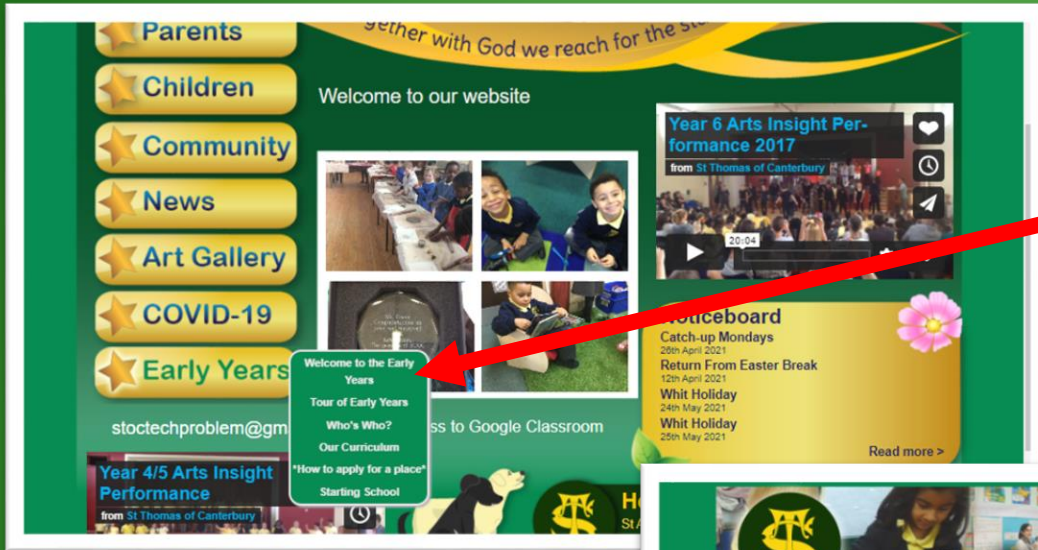 Parents
Children
Community
News
Art Gallery
COVID-19
Early Years
gether with God we reach for the
Welcome to our website
Year 6 Arts Insight Per-
formance 2017
from St Thomas of Canterbury
20:04
Noticeboard
Catch-up Mondays
26th April 2021
Return From Easter Break
12th April 2021
Whit Holiday
24th May 2021
Whit Holiday
25th May 2021
Read more >
Welcome to the Early
Years
Tour of Early Years
Who's Who?
Our Curriculum
*How to apply for a place*
Starting School
stoctechproblem@gm
ss to Google Classroom
Year 4/5 Arts Insight
Performance
from St Thomas of Canterbury